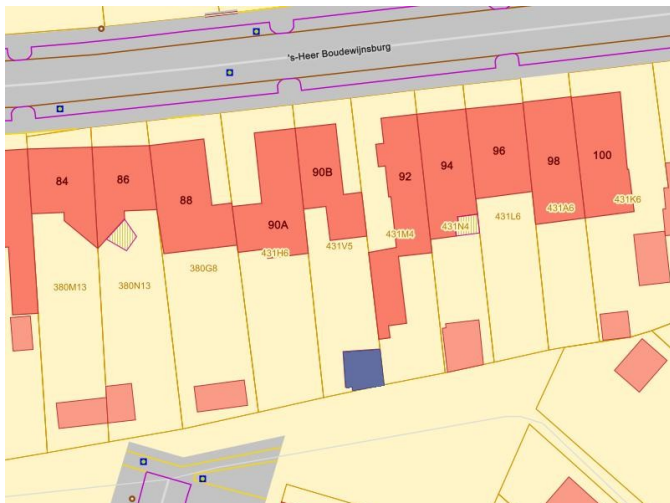 's-Heer Boudewijnsburg
84
86
88
90A
90B
92
94
96
98
100
380M13
380N13
380G8
431H6
431V5
431M4
431N4
431L6
431A6
431K6